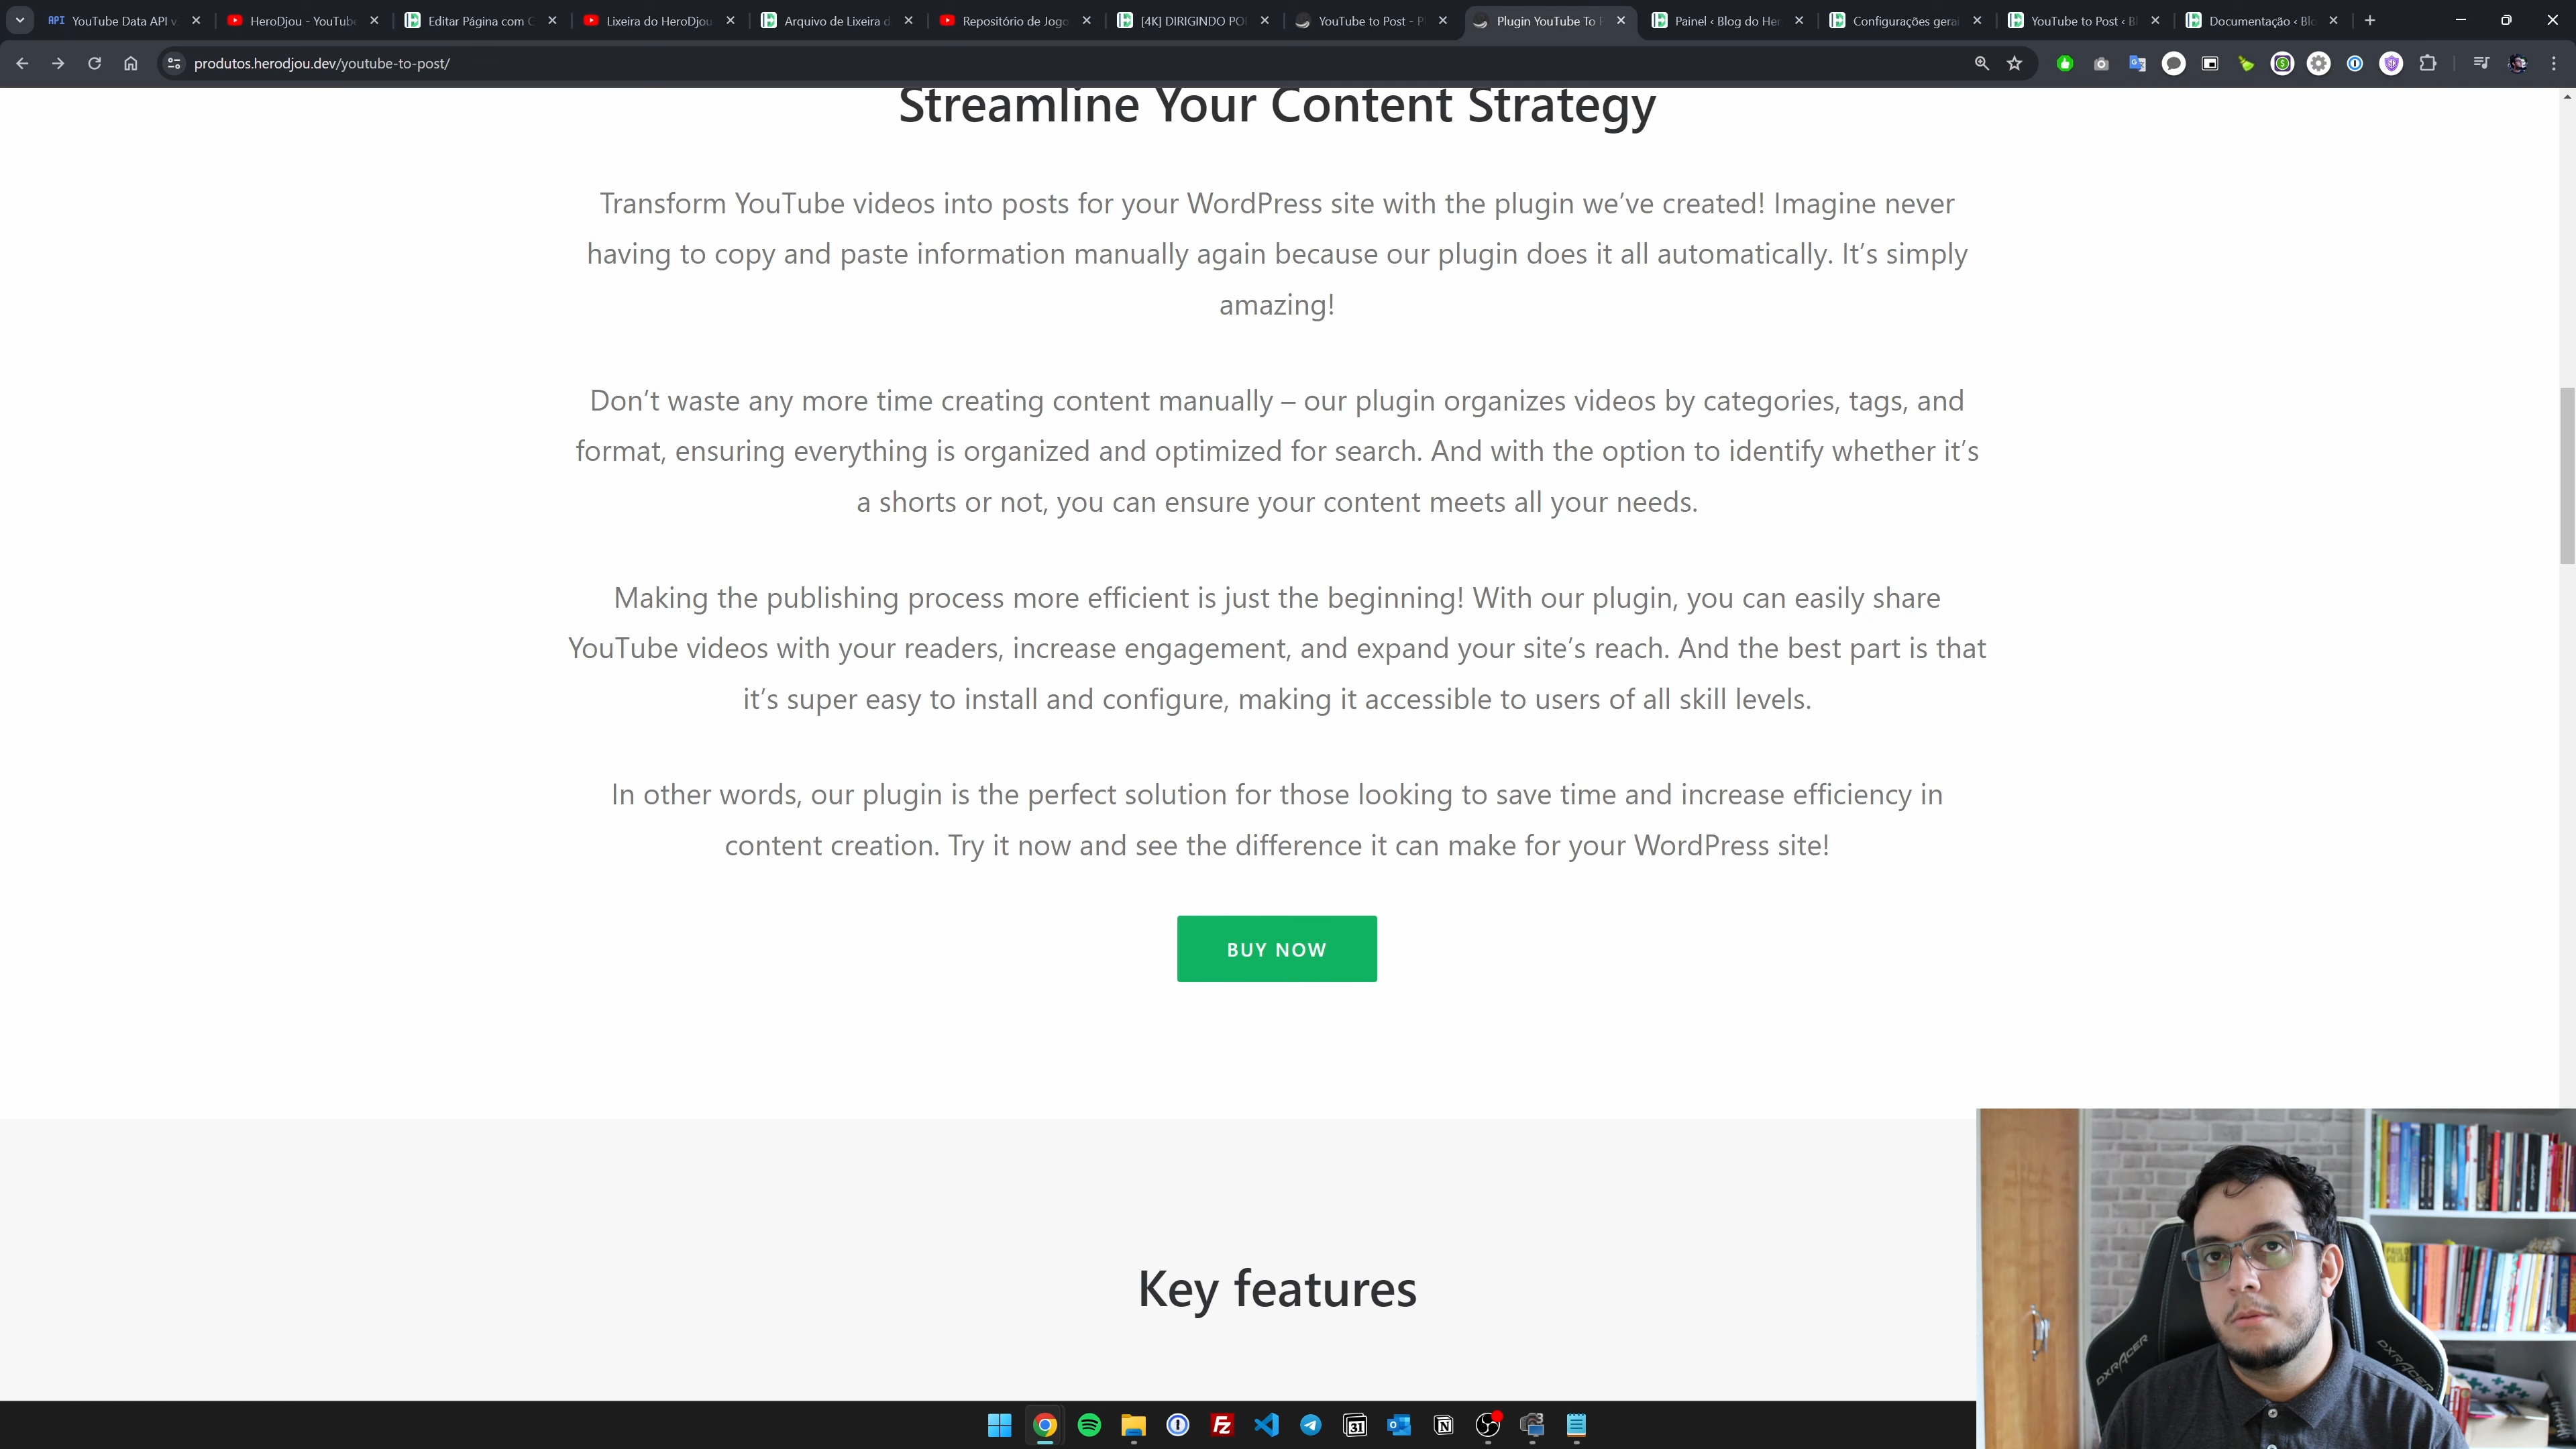 YouTube Data API v
HeroDjou - YouTube
Editar Página com
Lixeira do HeroDjou
Arquivo de Lixeira d
Repositório de Jogo
[4K] DIRIGINDO PO
YouTube to Post - P
Plugin YouTube To
Painel ‹ Blog do Her
Configurações gera
YouTube to Post ‹ B
Documentação ‹ Blo
produtos.herodjou.dev/youtube-to-post/
Streamline Your Content Strategy
Transform YouTube videos into posts for your WordPress site with the plugin we’ve created! Imagine never
having to copy and paste information manually again because our plugin does it all automatically. It’s simply
amazing!
Don’t waste any more time creating content manually – our plugin organizes videos by categories, tags, and
format, ensuring everything is organized and optimized for search. And with the option to identify whether it’s
a shorts or not, you can ensure your content meets all your needs.
Making the publishing process more efficient is just the beginning! With our plugin, you can easily share
YouTube videos with your readers, increase engagement, and expand your site’s reach. And the best part is that
it’s super easy to install and configure, making it accessible to users of all skill levels.
In other words, our plugin is the perfect solution for those looking to save time and increase efficiency in
content creation. Try it now and see the difference it can make for your WordPress site!
BUY NOW
Key features
DXRACER
DXRACER